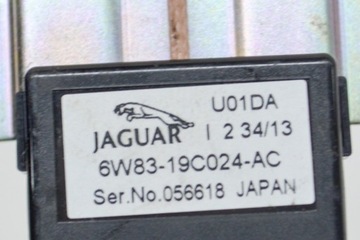 U01DA
JAGUAR I 2 34/13
6W83-19C024-AC
Ser.No.056618 JAPAN